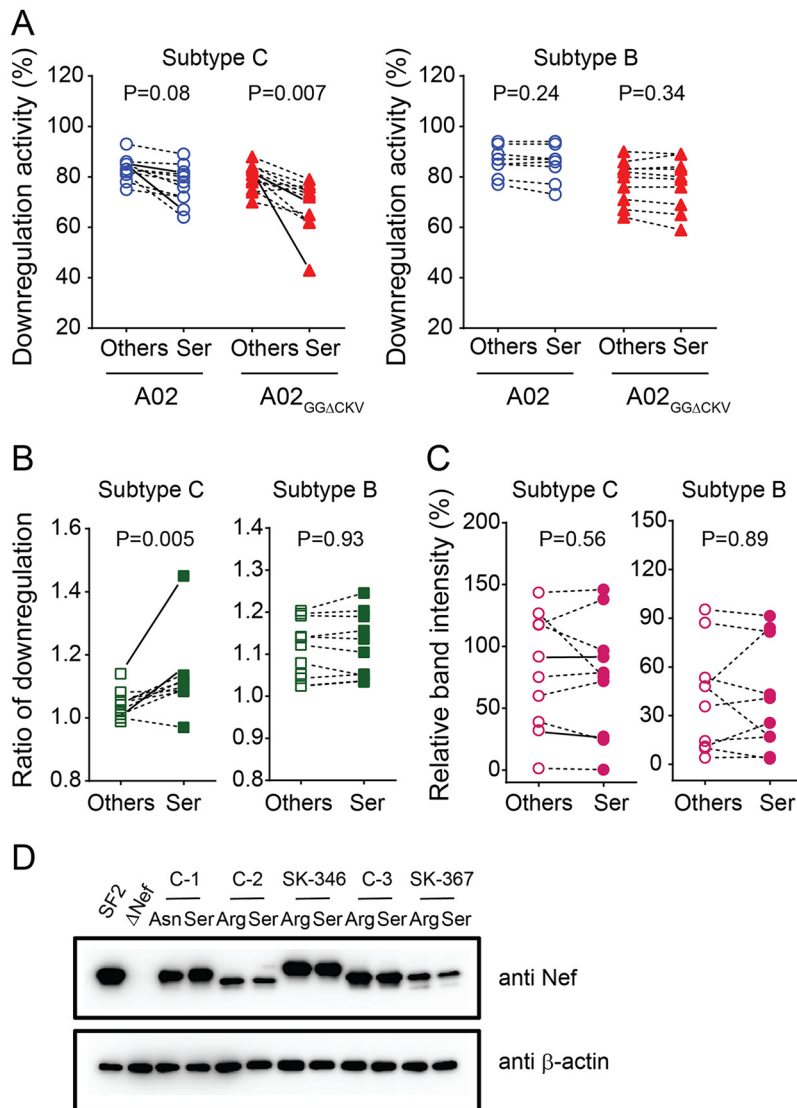 A
Subtype C
Subtype B
Downregulation activity (%)
Downregulation activity (%)
120
100
80
60
40
20
P=0.08
P=0.007
120
100
80
60
40
20
P=0.24
P=0.34
Others Ser
Others Ser
Others Ser
Others Ser
A02
A02GGΔCKV
A02
A02GGΔCKV
B
Subtype C
Subtype B
Ratio of downregulation
P=0.005
1.6
1.4
1.2
1.0
0.8
P=0.93
1.4
1.3
1.2
1.1
1.0
0.9
0.8
Others Ser
Others Ser
C
Subtype C
Subtype B
Relative band intensity (%)
P=0.56
200
150
100
50
0
P=0.89
150
120
90
60
30
0
Others Ser
Others Ser
D
SF2
ΔNef
C-1
C-2
SK-346
C-3
SK-367
Asn Ser
Arg Ser
Arg Ser
Arg Ser
Arg Ser
anti Nef
anti β-actin